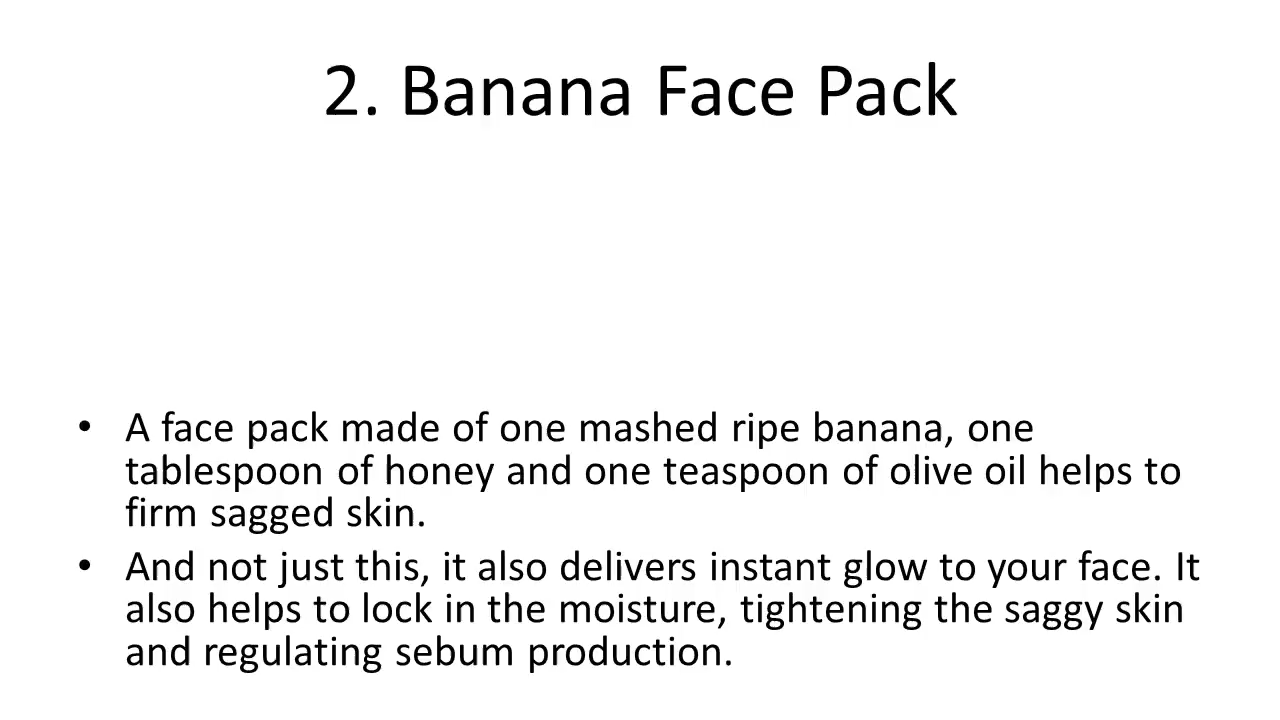 2. Banana Face Pack
• A face pack made of one mashed ripe banana, one
tablespoon of honey and one teaspoon of olive oil helps to
firm sagged skin.
• And not just this, it also delivers instant glow to your face. It
also helps to lock in the moisture, tightening the saggy skin
and regulating sebum production.